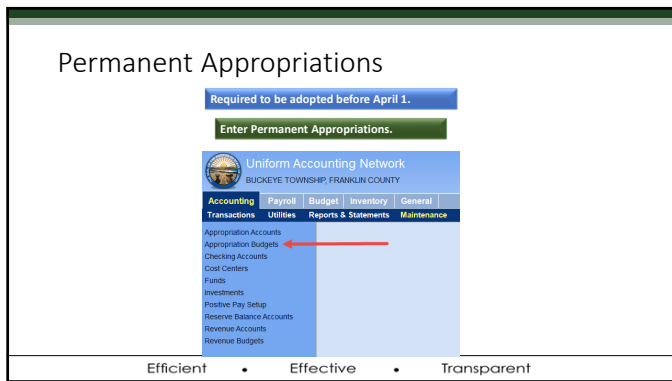 Permanent Appropriations
Required to be adopted before April 1.
Enter Permanent Appropriations.
Uniform Accounting Network
BUCKEYE TOWNSHIP, FRANKLIN COUNTY
Accounting Payroll Budget Inventory General
Transactions Utilities Reports & Statements Maintenance
Appropriation Accounts
Appropriation Budgets
Checking Accounts
Cost Centers
Funds
Investments
Positive Pay Setup
Reserve Balance Accounts
Revenue Accounts
Revenue Budgets
Efficient • Effective • Transparent